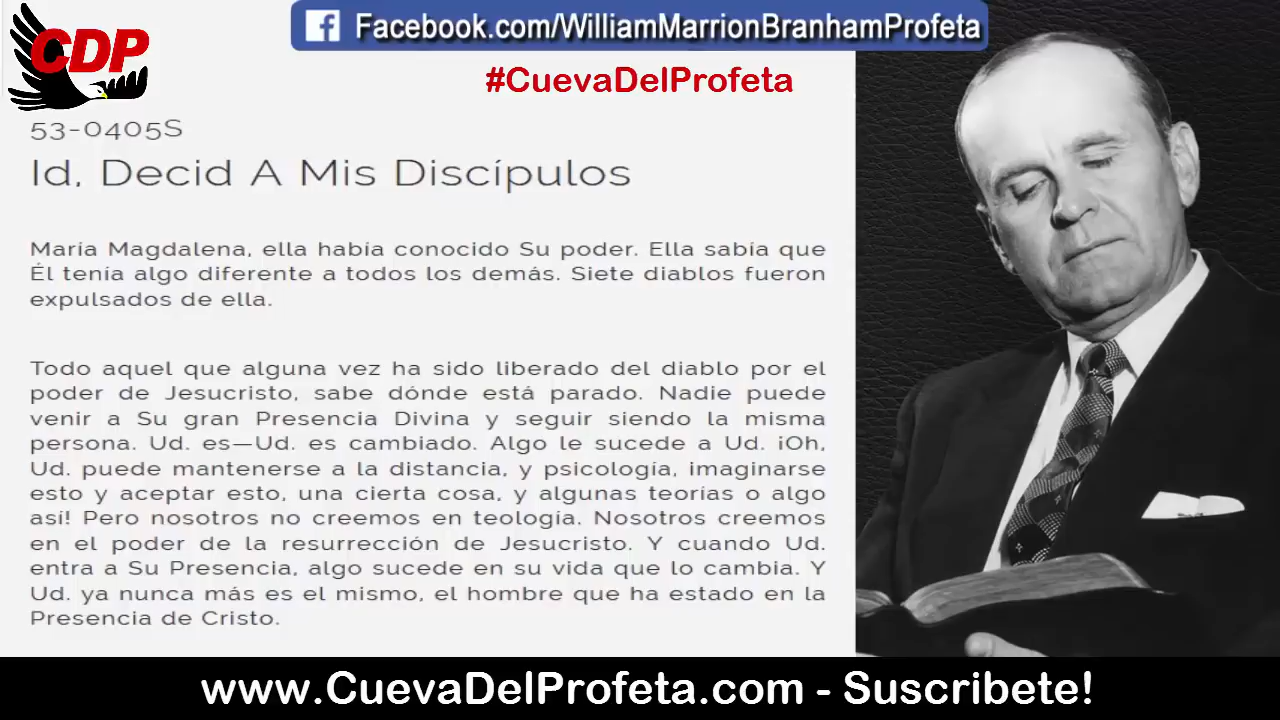 CDP
Facebook.com/WilliamMarrionBranhamProfeta
#CuevaDelProfeta
53-0405S
Id, Decid A Mis Discípulos
María Magdalena, ella había conocido Su poder. Ella sabía que
Él tenía algo diferente a todos los demás. Siete diablos fueron
expulsados de ella.
Todo aquel que alguna vez ha sido liberado del diablo por el
poder de Jesucristo, sabe dónde está parado. Nadie puede
venir a Su gran Presencia Divina y seguir siendo la misma
persona. Ud. es—Ud. es cambiado. Algo le sucede a Ud. ¡Oh,
Ud. puede mantenerse a la distancia, y psicología, imaginarse
esto y aceptar esto, una cierta cosa, y algunas teorías o algo
así! Pero nosotros no creemos en teología. Nosotros creemos
en el poder de la resurrección de Jesucristo. Y cuando Ud.
entra a Su Presencia, algo sucede en su vida que lo cambia. Y
Ud. ya nunca más es el mismo, el hombre que ha estado en la
Presencia de Cristo.
www.CuevaDelProfeta.com - Suscribete!